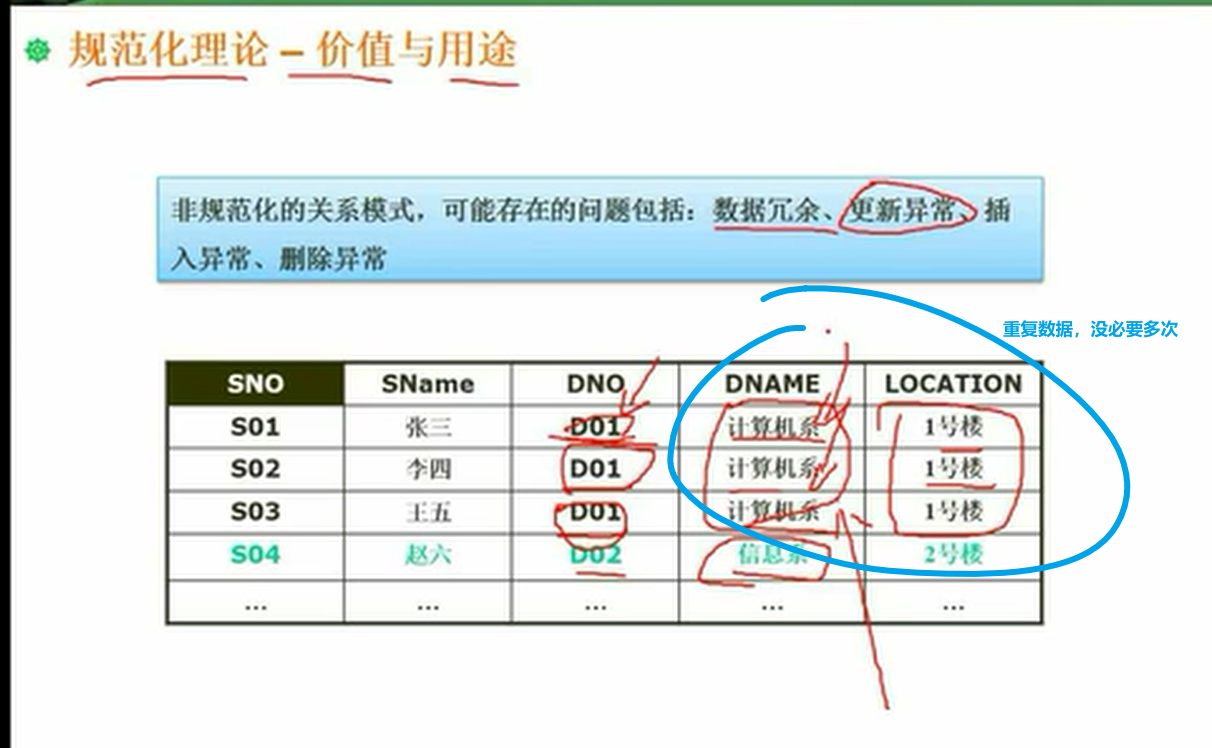 规范化理论 – 价值与用途
非规范化的关系模式，可能存在的问题包括：数据冗余、更新异常、插
入异常、删除异常
重复数据，没必要多次
SNO SName DNO DNAME LOCATION
S01 张三 D01 计算机系 1号楼
S02 李四 D01 计算机系 1号楼
S03 王五 D01 计算机系 1号楼
S04 赵六 D02 信息系 2号楼
... ... ... ... ...